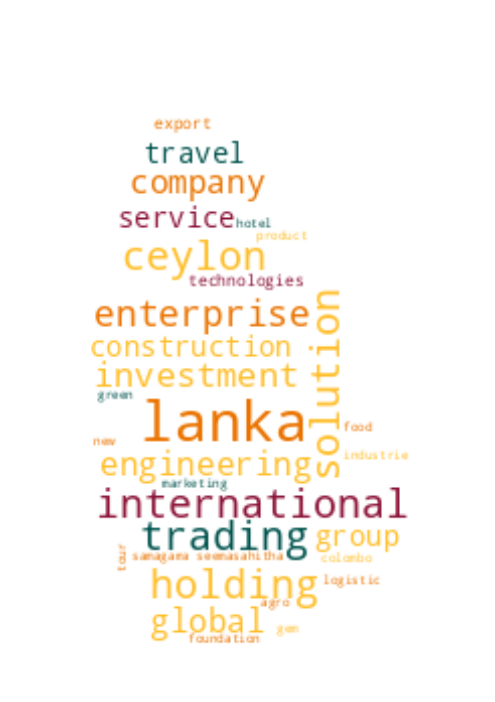 export
travel
company
service hotel
product
ceylon
technologies
enterprise
solution
construction
investment
green
lanka
food
new
engineering
industrie
marketing
international
trading
group
tour
samagama seemasahitha
colombo
holding
logistic
agro
global
gem
foundation